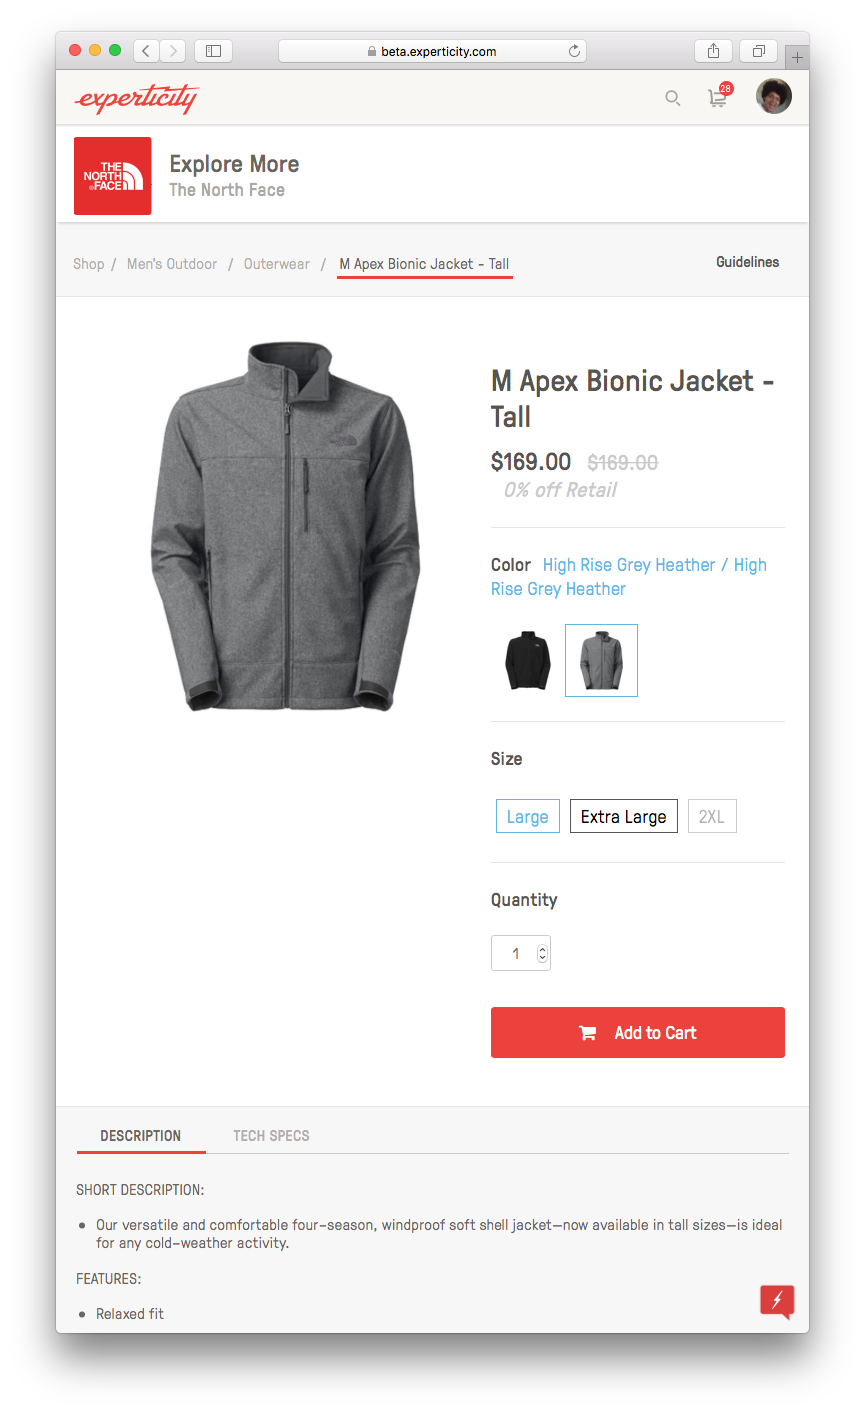 beta.experticity.com
experticity
28
THE
NORTH
FACE
Explore More
The North Face
Shop / Men's Outdoor / Outerwear / M Apex Bionic Jacket - Tall
Guidelines
M Apex Bionic Jacket -
Tall
$169.00 $169.00
0% off Retail
Color High Rise Grey Heather / High
Rise Grey Heather
Size
Large Extra Large 2XL
Quantity
1
Add to Cart
DESCRIPTION TECH SPECS
SHORT DESCRIPTION:
• Our versatile and comfortable four-season, windproof soft shell jacket—now available in tall sizes—is ideal
for any cold-weather activity.
FEATURES:
• Relaxed fit